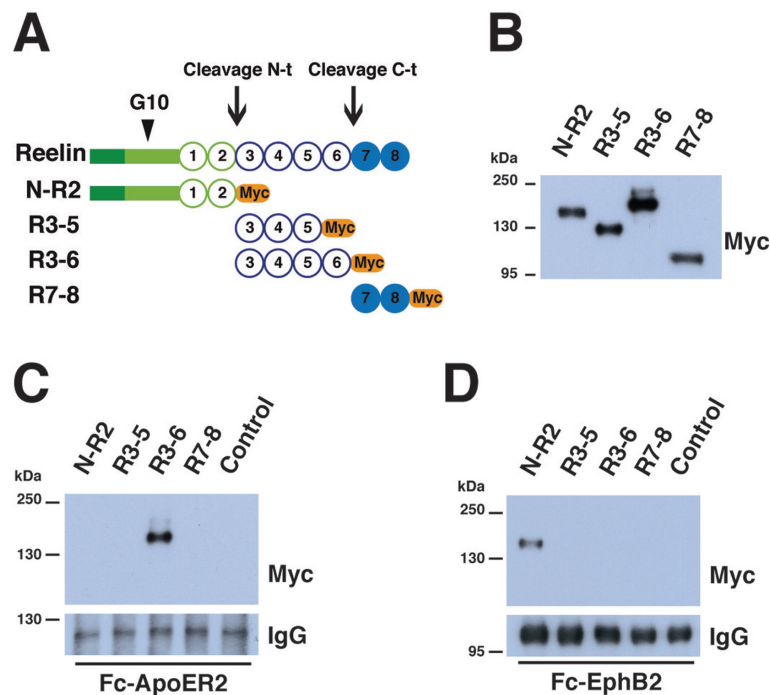 A
Cleavage N-t Cleavage C-t
G10
Reelin 1 2 3 4 5 6 7 8
N-R2 1 2 Myc
R3-5 3 4 5 Myc
R3-6 3 4 5 6 Myc
R7-8 7 8 Myc
B
N-R2 R3-5 R3-6 R7-8
kDa
250
130
95
Myc
C
N-R2 R3-5 R3-6 R7-8 Control
kDa
250
130
Myc
130
IgG
Fc-ApoER2
D
N-R2 R3-5 R3-6 R7-8 Control
kDa
250
130
Myc
IgG
95
Fc-EphB2